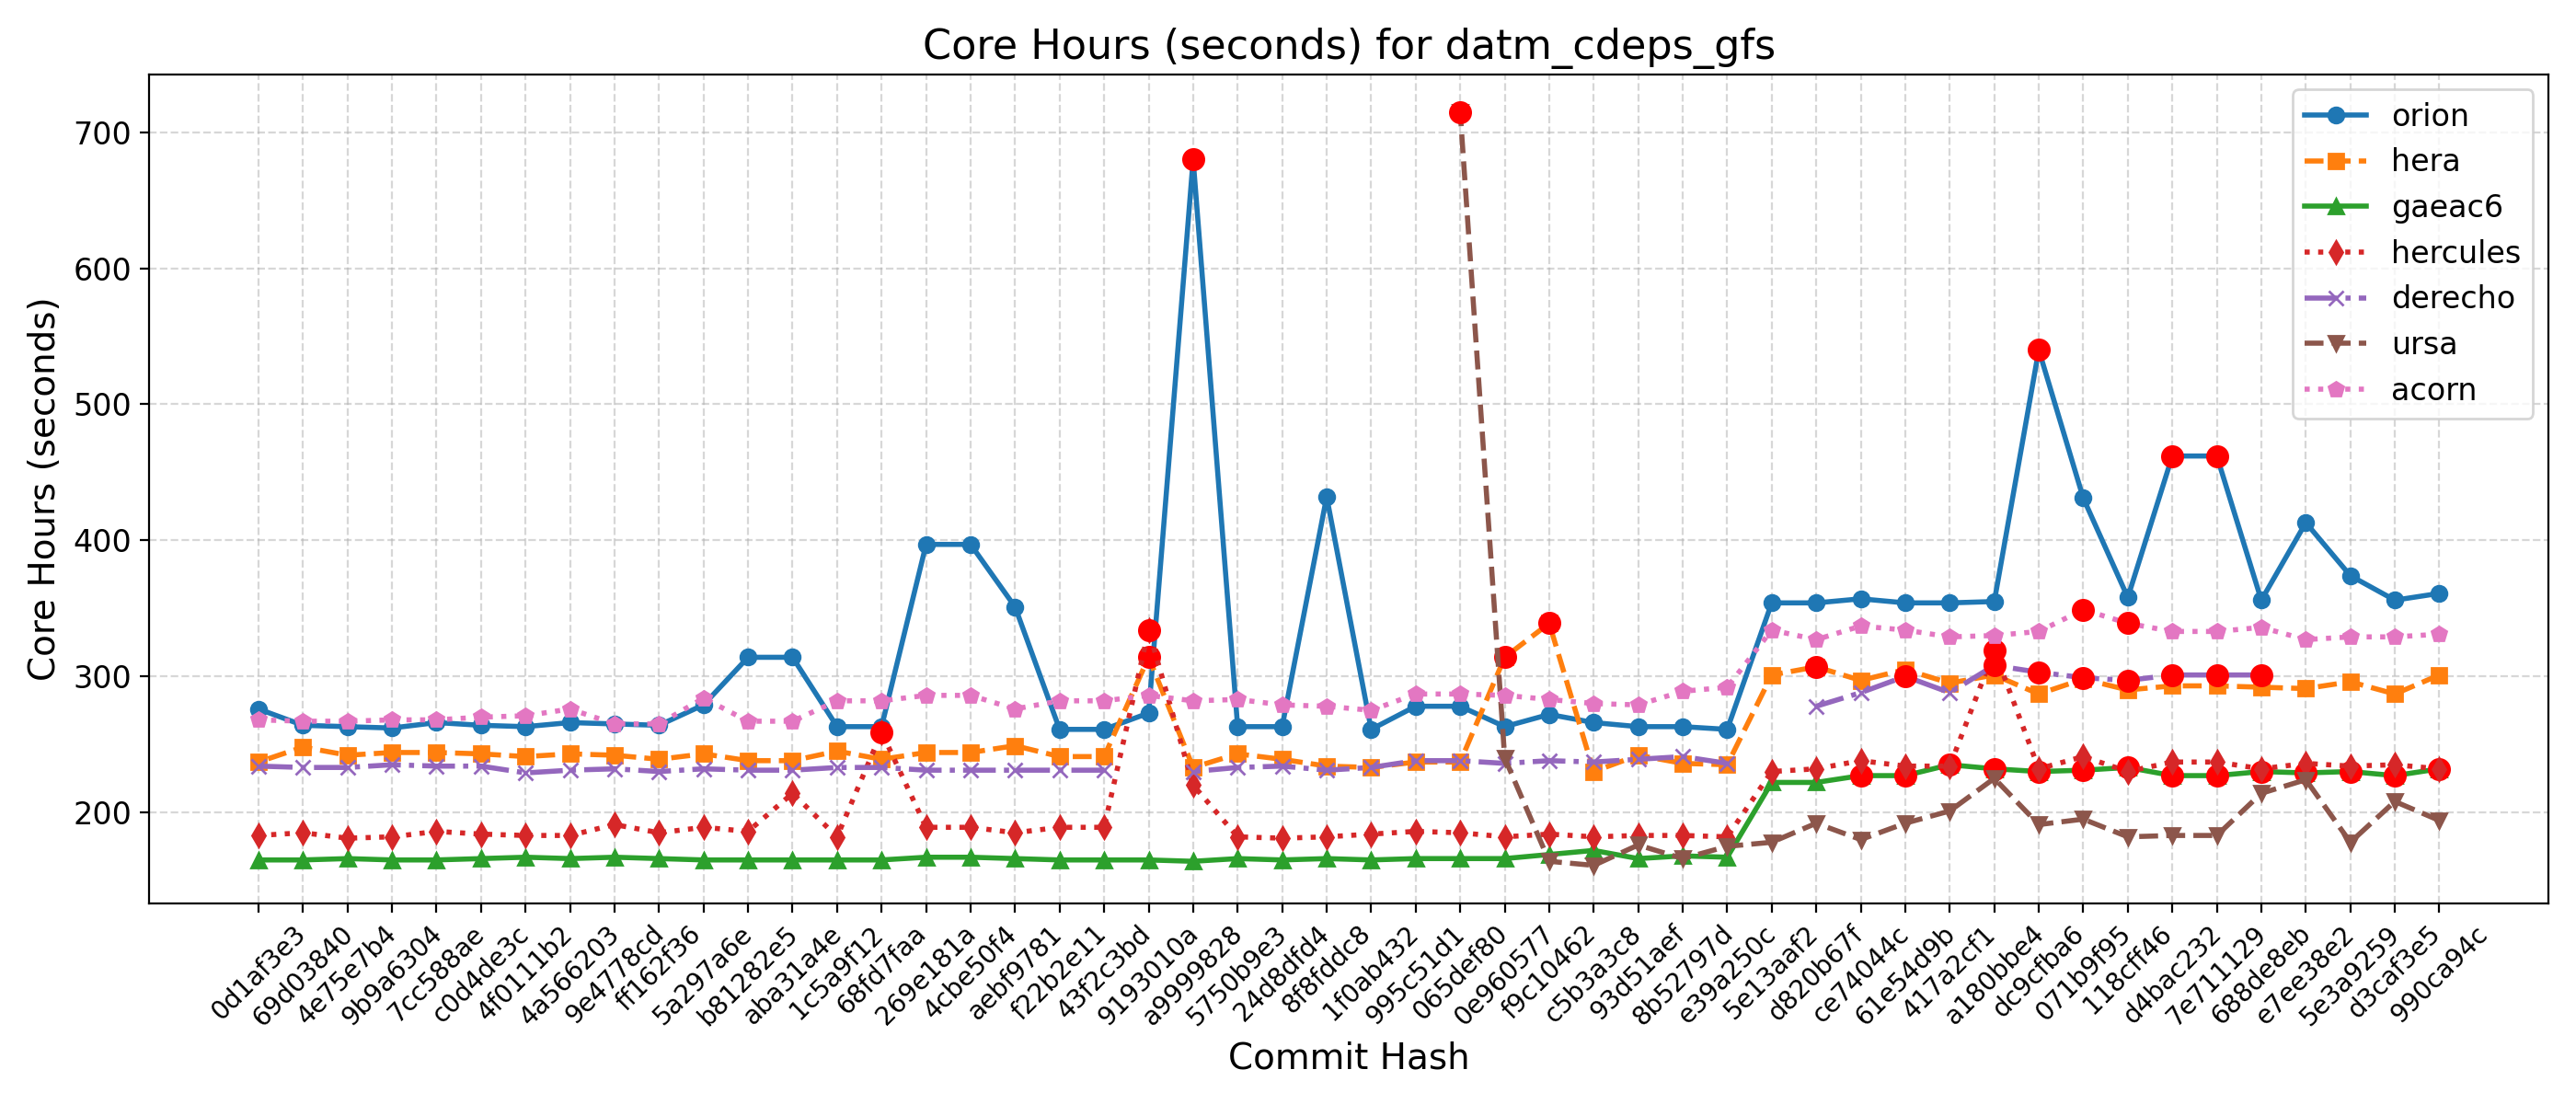 Core Hours (seconds) for datm_cdeps_gfs
Core Hours (seconds)
700
600
500
400
300
200
orion
hera
gaeac6
hercules
derecho
ursa
acorn
0d1af3e3
69d03840
4e75e7b4
9b9a6304
7cc588ae
c0d4de3c
4f0111b2
4a566203
9e4778cd
ff162f36
5a297a6e
b81282e5
aba31a4e
1c5a9f12
68fd7faa
269e181a
4cbe50f4
aebf9781
f22b2e11
43f2c3bd
9193010a
a9999828
5750b9e3
24d8dfd4
8f8fddc8
1f0ab432
995c51d1
065def80
0e960577
f9c10462
c5b3a3c8
93d51aef
8b52797d
e39a250c
5e13aaf2
d820b67f
ce74044c
61e54d9b
417a2cf1
a180bbe4
dc9cfba6
071b9f95
118cff46
d4bac232
7e711129
688de8eb
e7ee38e2
5e3a9259
d3caf3e5
990ca94c
Commit Hash